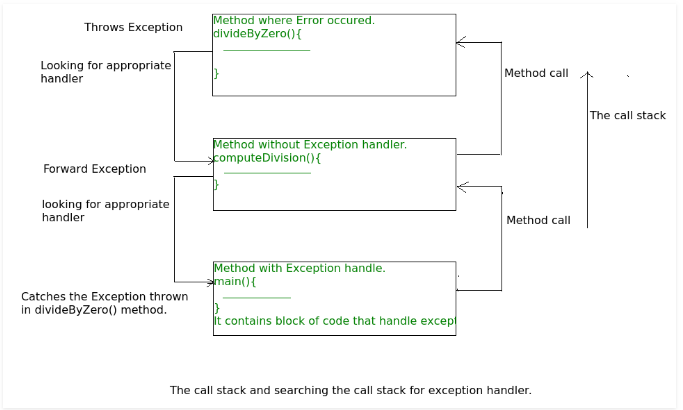 Throws Exception
Method where Error occured.
divideByZero(){
}
Looking for appropriate
handler
Method call
The call stack
Method without Exception handler.
computeDivision(){
}
Forward Exception
looking for appropriate
handler
Method call
Method with Exception handle.
main(){
}
It contains block of code that handle except
Catches the Exception thrown
in divideByZero() method.
The call stack and searching the call stack for exception handler.